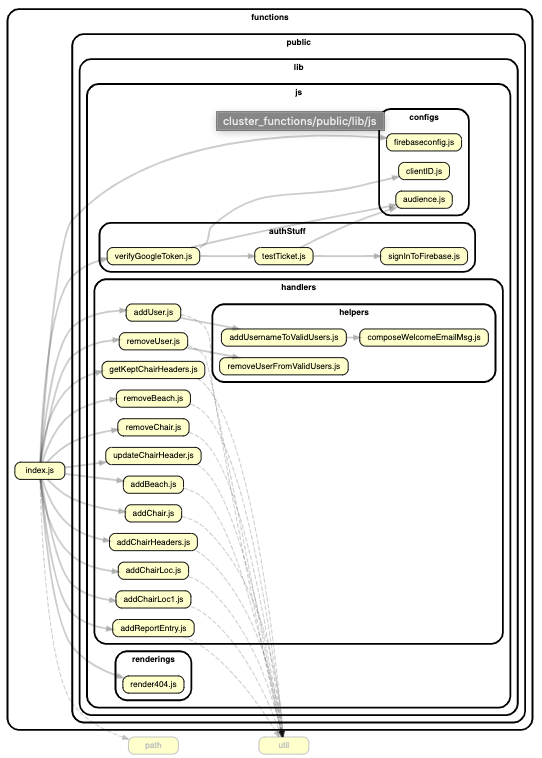 functions
public
lib
js
cluster_functions/public/lib/js
configs
firebaseconfig.js
clientID.js
audience.js
authStuff
verifyGoogleToken.js
testTicket.js
signInToFirebase.js
handlers
addUser.js
helpers
addUsernameToValidUsers.js
composeWelcomeEmailMsg.js
removeUser.js
removeUserFromValidUsers.js
getKeptChairHeaders.js
removeBeach.js
removeChair.js
updateChairHeader.js
index.js
addBeach.js
addChair.js
addChairHeaders.js
addChairLoc.js
addChairLoc1.js
addReportEntry.js
renderings
render404.js
path
util